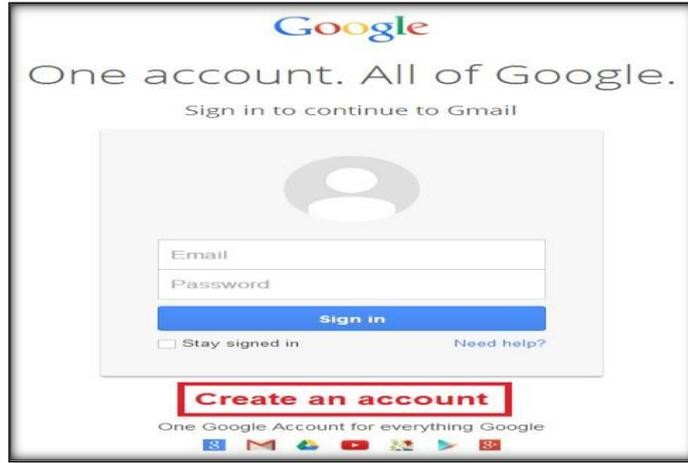 Google
One account. All of Google.
Sign in to continue to Gmail
Email
Password
Sign in
Stay signed in Need help?
Create an account
One Google Account for everything Google